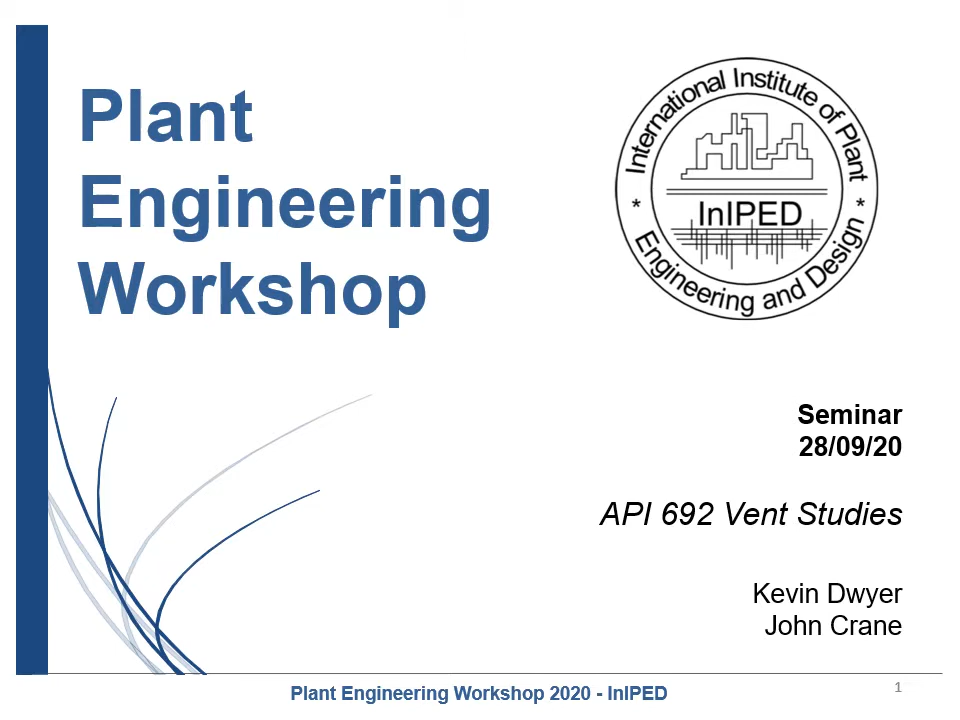 Plant
Engineering
Workshop
International Institute of Plant
* Engineering and Design *
InIPED
Seminar
28/09/20
API 692 Vent Studies
Kevin Dwyer
John Crane
Plant Engineering Workshop 2020 - InIPED
1